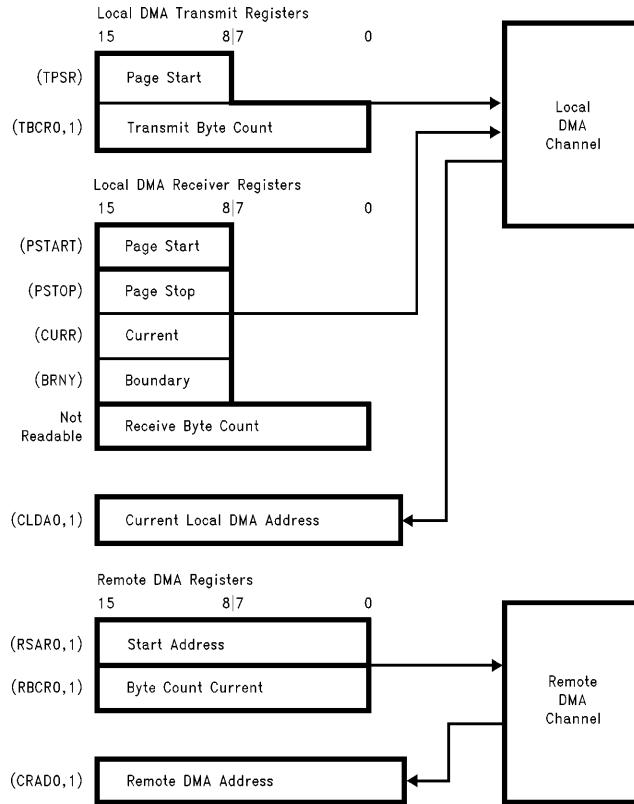 Local DMA Transmit Registers
15 8|7 0
(TPSR) Page Start
(TBCR0,1) Transmit Byte Count
Local
DMA
Channel
Local DMA Receiver Registers
15 8|7 0
(PSTART) Page Start
(PSTOP) Page Stop
(CURR) Current
(BRNY) Boundary
Not
Readable
Receive Byte Count
(CLDA0,1) Current Local DMA Address
Remote DMA Registers
15 8|7 0
(RSAR0,1) Start Address
(RBCR0,1) Byte Count Current
Remote
DMA
Channel
(CRAD0,1) Remote DMA Address